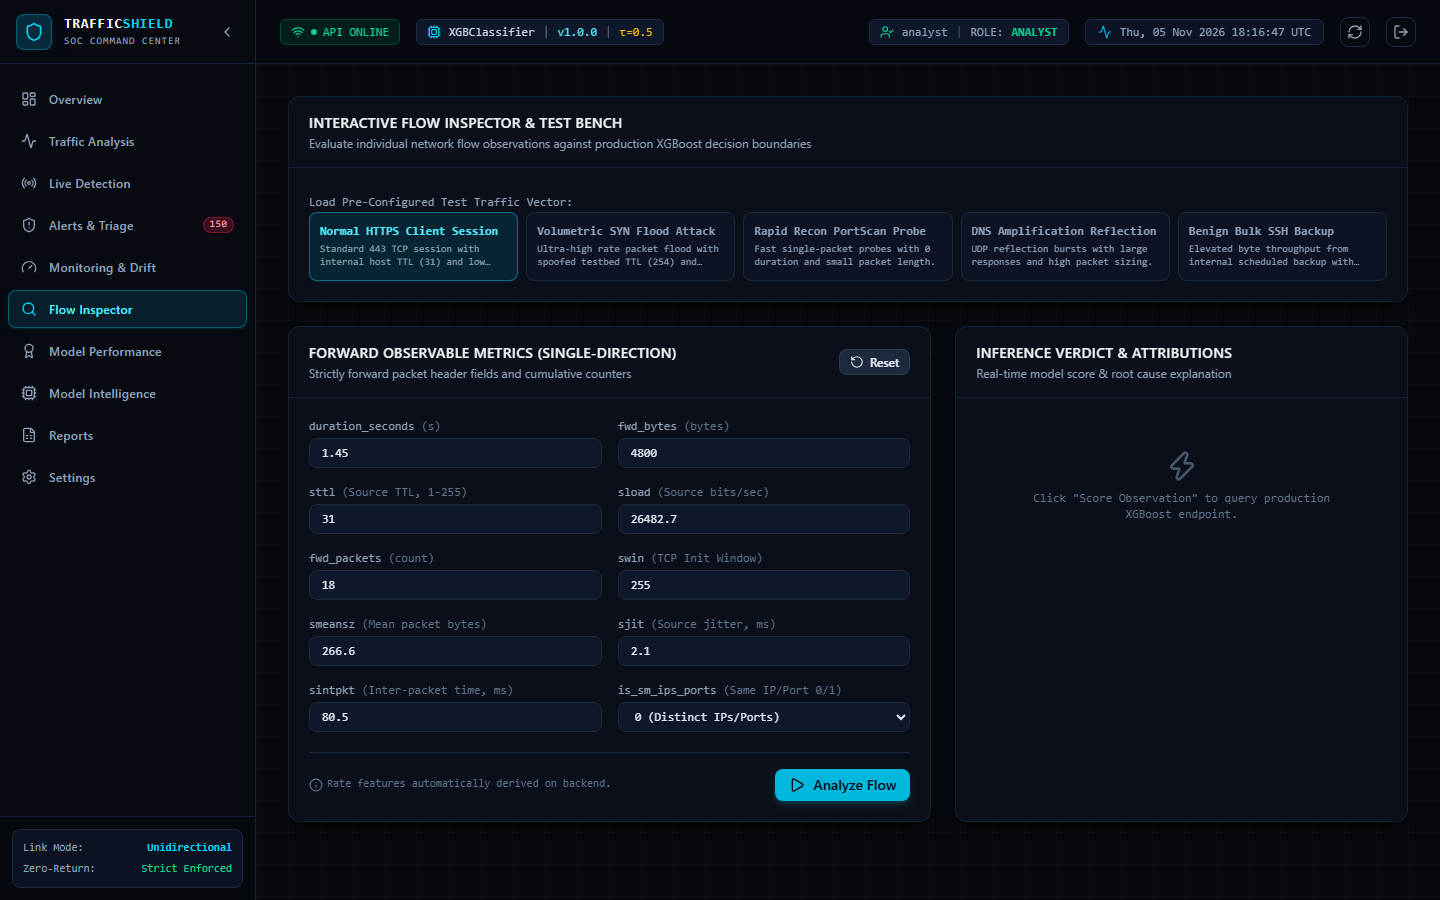 TRAFFICSHIELD
SOC COMMAND CENTER
API ONLINE
XGBClassifier | v1.0.0 | τ=0.5
analyst | ROLE: ANALYST
Thu, 05 Nov 2026 18:16:47 UTC
Overview
Traffic Analysis
Live Detection
Alerts & Triage 150
Monitoring & Drift
Flow Inspector
Model Performance
Model Intelligence
Reports
Settings
Link Mode: Unidirectional
Zero-Return: Strict Enforced
INTERACTIVE FLOW INSPECTOR & TEST BENCH
Evaluate individual network flow observations against production XGBoost decision boundaries
Load Pre-Configured Test Traffic Vector:
Normal HTTPS Client Session
Standard 443 TCP session with
internal host TTL (31) and low…
Volumetric SYN Flood Attack
Ultra-high rate packet flood with
spoofed testbed TTL (254) and…
Rapid Recon PortScan Probe
Fast single-packet probes with 0
duration and small packet length.
DNS Amplification Reflection
UDP reflection bursts with large
responses and high packet sizing.
Benign Bulk SSH Backup
Elevated byte throughput from
internal scheduled backup with…
FORWARD OBSERVABLE METRICS (SINGLE-DIRECTION)
Strictly forward packet header fields and cumulative counters
Reset
duration_seconds (s)
1.45
fwd_bytes (bytes)
4800
sttl (Source TTL, 1-255)
31
sload (Source bits/sec)
26482.7
fwd_packets (count)
18
swin (TCP Init Window)
255
smeansz (Mean packet bytes)
266.6
sjit (Source jitter, ms)
2.1
sintpkt (Inter-packet time, ms)
80.5
is_sm_ips_ports (Same IP/Port 0/1)
0 (Distinct IPs/Ports)
Rate features automatically derived on backend.
Analyze Flow
INFERENCE VERDICT & ATTRIBUTIONS
Real-time model score & root cause explanation
Click "Score Observation" to query production
XGBoost endpoint.